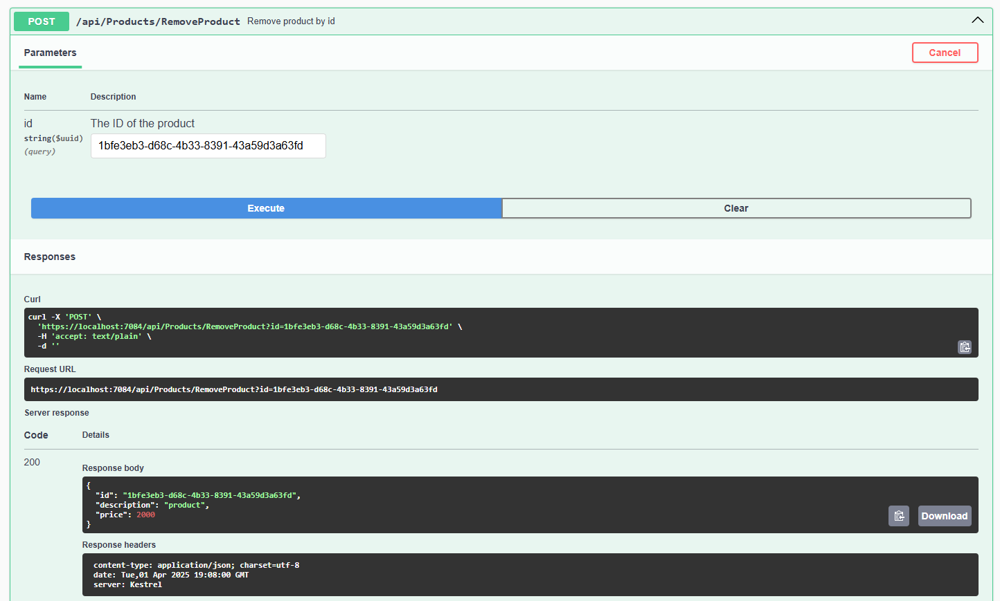 POST /api/Products/RemoveProduct Remove product by id
Parameters
Cancel
Name Description
id The ID of the product
string($uuid) 1bfe3eb3-d68c-4b33-8391-43a59d3a63fd
(query)
Execute Clear
Responses
Curl
curl -X 'POST' \
'https://localhost:7084/api/Products/RemoveProduct?id=1bfe3eb3-d68c-4b33-8391-43a59d3a63fd' \
-H 'accept: text/plain' \
-d ''
Request URL
https://localhost:7084/api/Products/RemoveProduct?id=1bfe3eb3-d68c-4b33-8391-43a59d3a63fd
Server response
Code Details
200
Response body
{
"id": "1bfe3eb3-d68c-4b33-8391-43a59d3a63fd",
"description": "product",
"price": 2000
}
Download
Response headers
content-type: application/json; charset=utf-8
date: Tue,01 Apr 2025 19:08:00 GMT
server: Kestrel